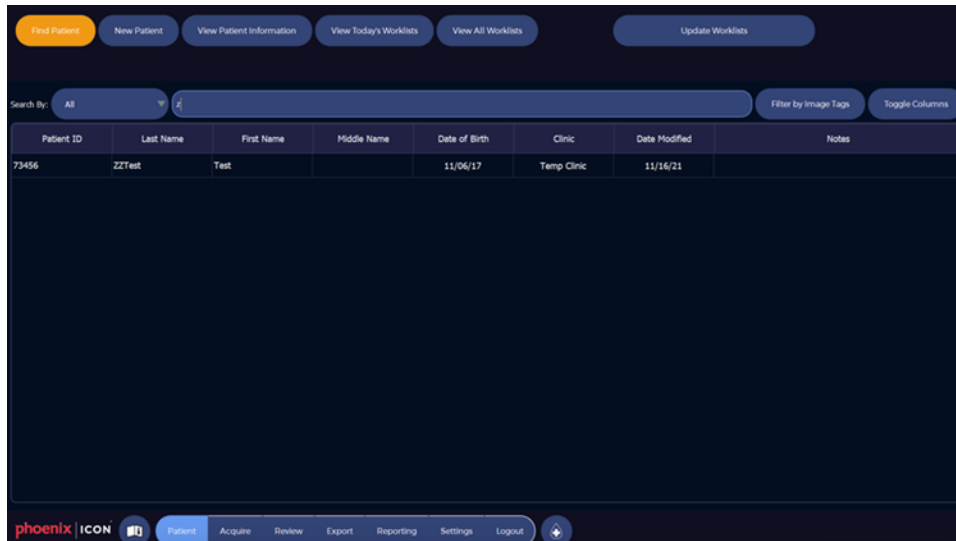 Find Patient New Patient View Patient Information View Today's Worklists View All Worklists Update Worklists
Search By: All z Filter by Image Tags Toggle Columns
Patient ID Last Name First Name Middle Name Date of Birth Clinic Date Modified Notes
73456 ZZTest Test 11/06/17 Temp Clinic 11/16/21
phoenix | ICON Patient Acquire Review Export Reporting Settings Logout